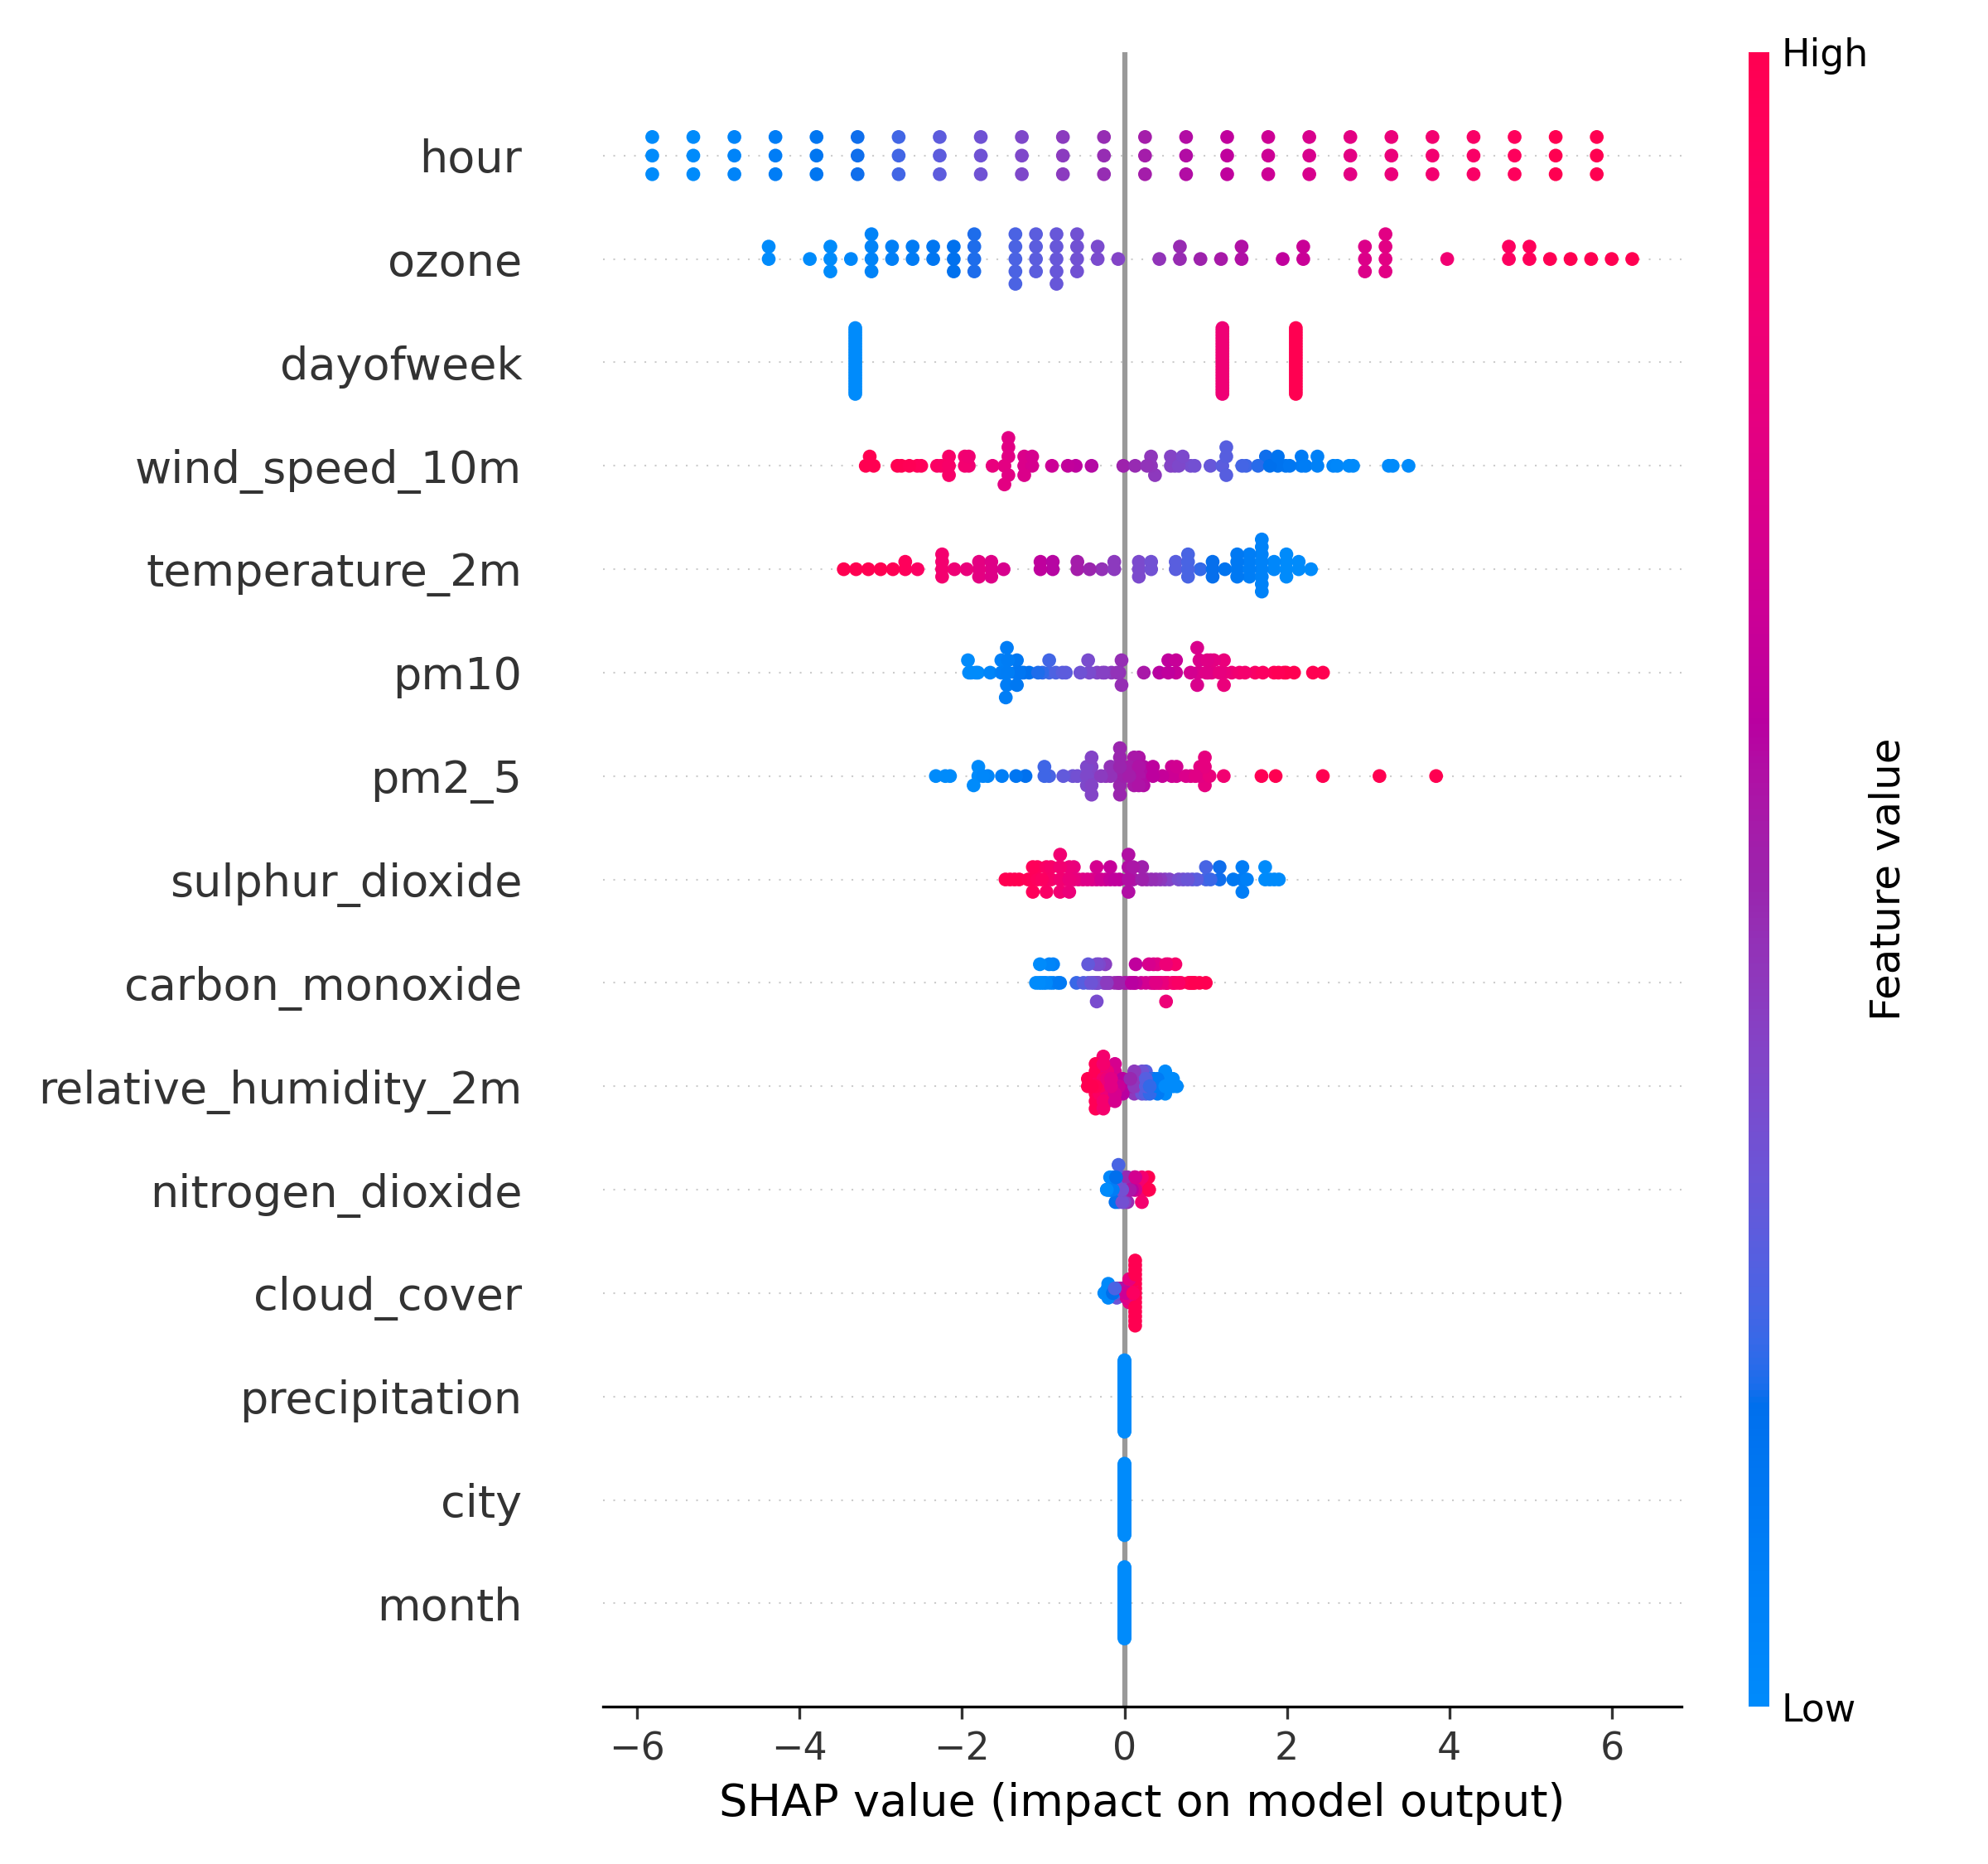 High
hour
ozone
dayofweek
wind_speed_10m
temperature_2m
pm10
pm2_5
sulphur_dioxide
carbon_monoxide
relative_humidity_2m
nitrogen_dioxide
cloud_cover
precipitation
city
month
Feature value
Low
−6 −4 −2 0 2 4 6
SHAP value (impact on model output)